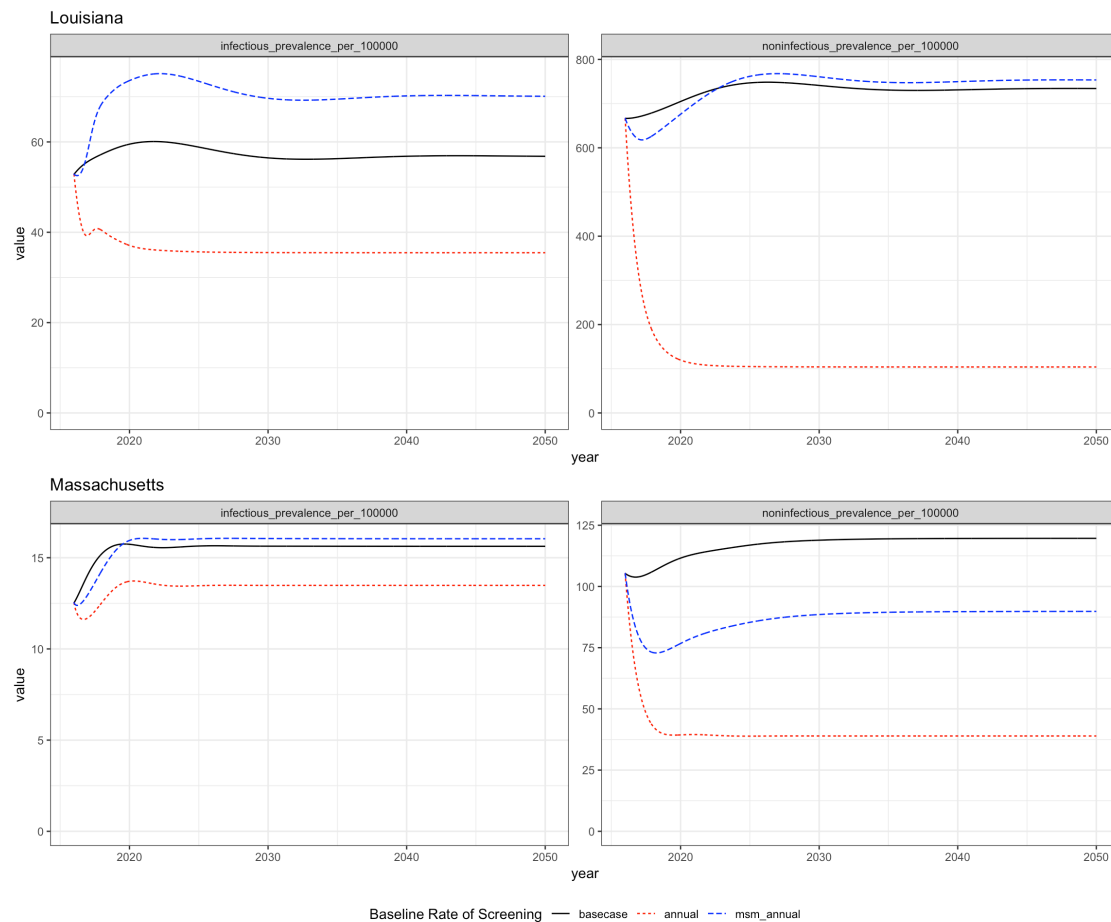 Louisiana
infectious_prevalence_per_100000
noninfectious_prevalence_per_100000
value
60
40
20
0
800
600
400
200
0
2020 2030 2040 2050
2020 2030 2040 2050
year
Massachusetts
infectious_prevalence_per_100000
noninfectious_prevalence_per_100000
value
15
10
5
0
125
100
75
50
25
0
2020 2030 2040 2050
2020 2030 2040 2050
year
Baseline Rate of Screening basecase annual msm_annual